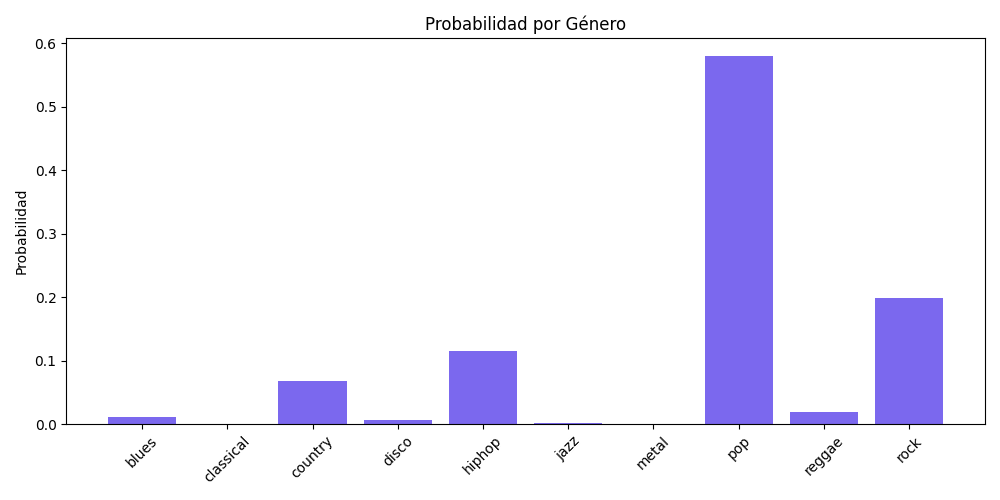 Probabilidad por Género
Probabilidad
0.6
0.5
0.4
0.3
0.2
0.1
0.0
blues
classical
country
disco
hiphop
jazz
metal
pop
reggae
rock